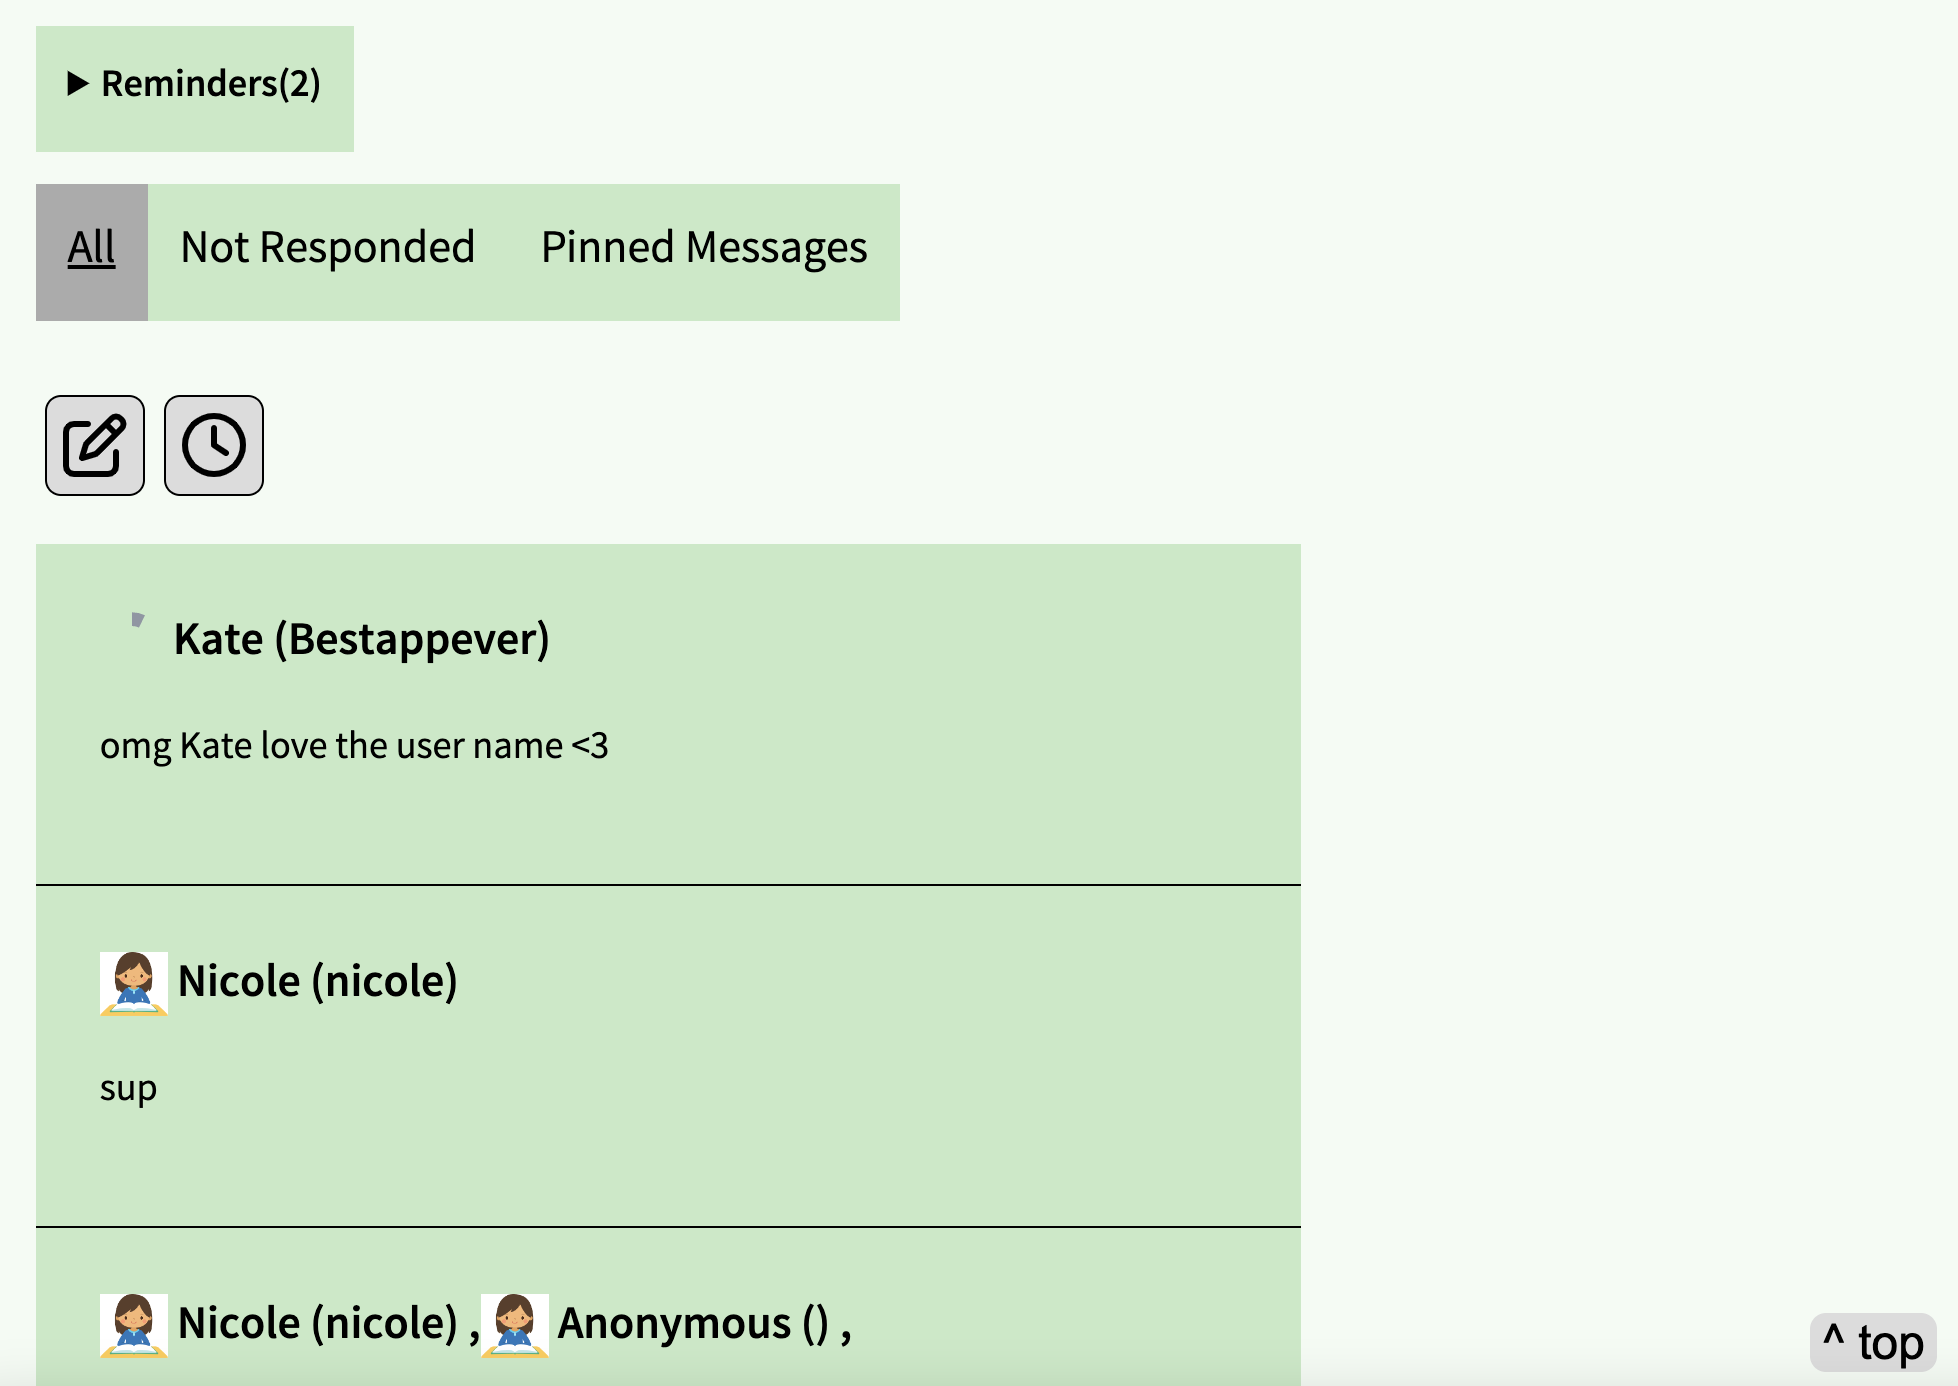 ▶ Reminders(2)
All Not Responded Pinned Messages
Kate (Bestappever)
omg Kate love the user name <3
Nicole (nicole)
sup
Nicole (nicole) , Anonymous () ,
^ top